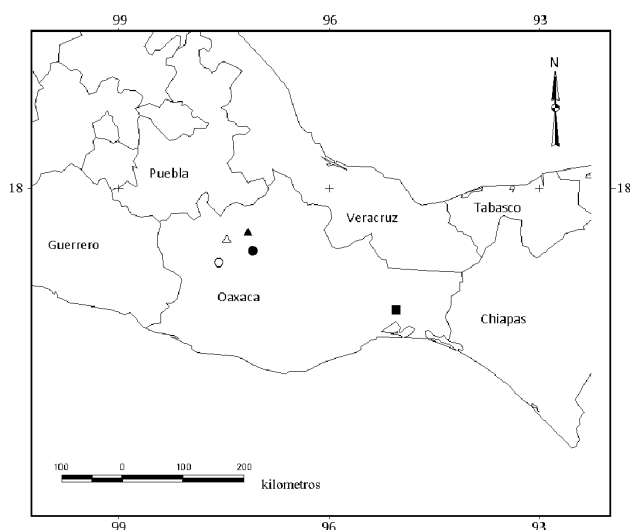 99 96 93
N
Puebla
18 18
Tabasco
Veracruz
Guerrero
Oaxaca
Chiapas
100 0 100 200
kilometros
99 96 93